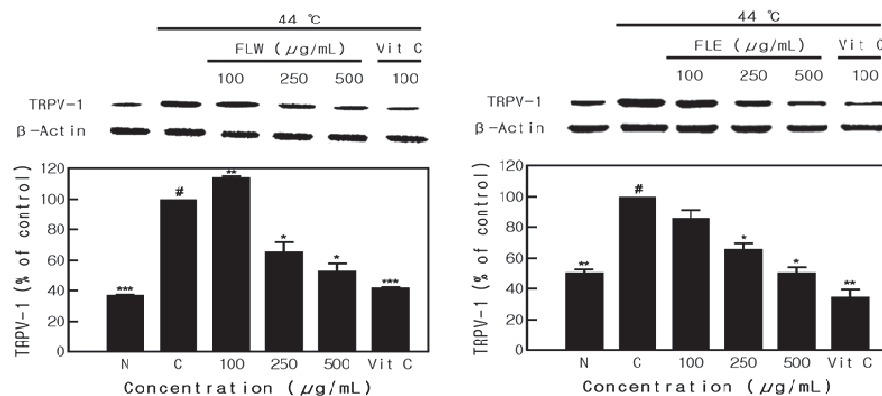 44 ℃
FLW (μg/mL) Vit C
100 250 500 100
TRPV-1
β-Actin
TRPV-1 (% of control)
120
100
80
60
40
20
0
*** # ** * * ***
N C 100 250 500 Vit C
Concentration (μg/mL)
44 ℃
FLE (μg/mL) Vit C
100 250 500 100
TRPV-1
β-Actin
TRPV-1 (% of control)
120
100
80
60
40
20
0
** # * * **
N C 100 250 500 Vit C
Concentration (μg/mL)